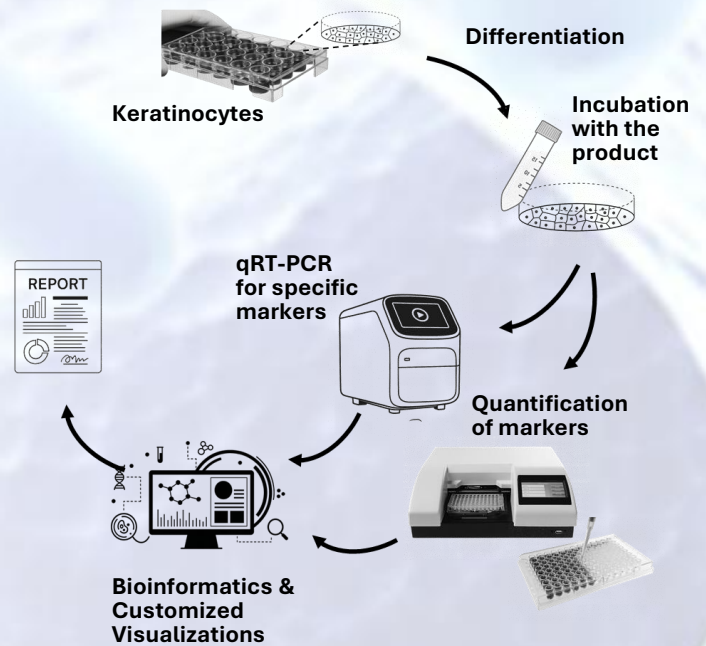 Differentiation
Keratinocytes
Incubation
with the
product
qRT-PCR
for specific
markers
REPORT
Quantification
of markers
Bioinformatics &
Customized
Visualizations